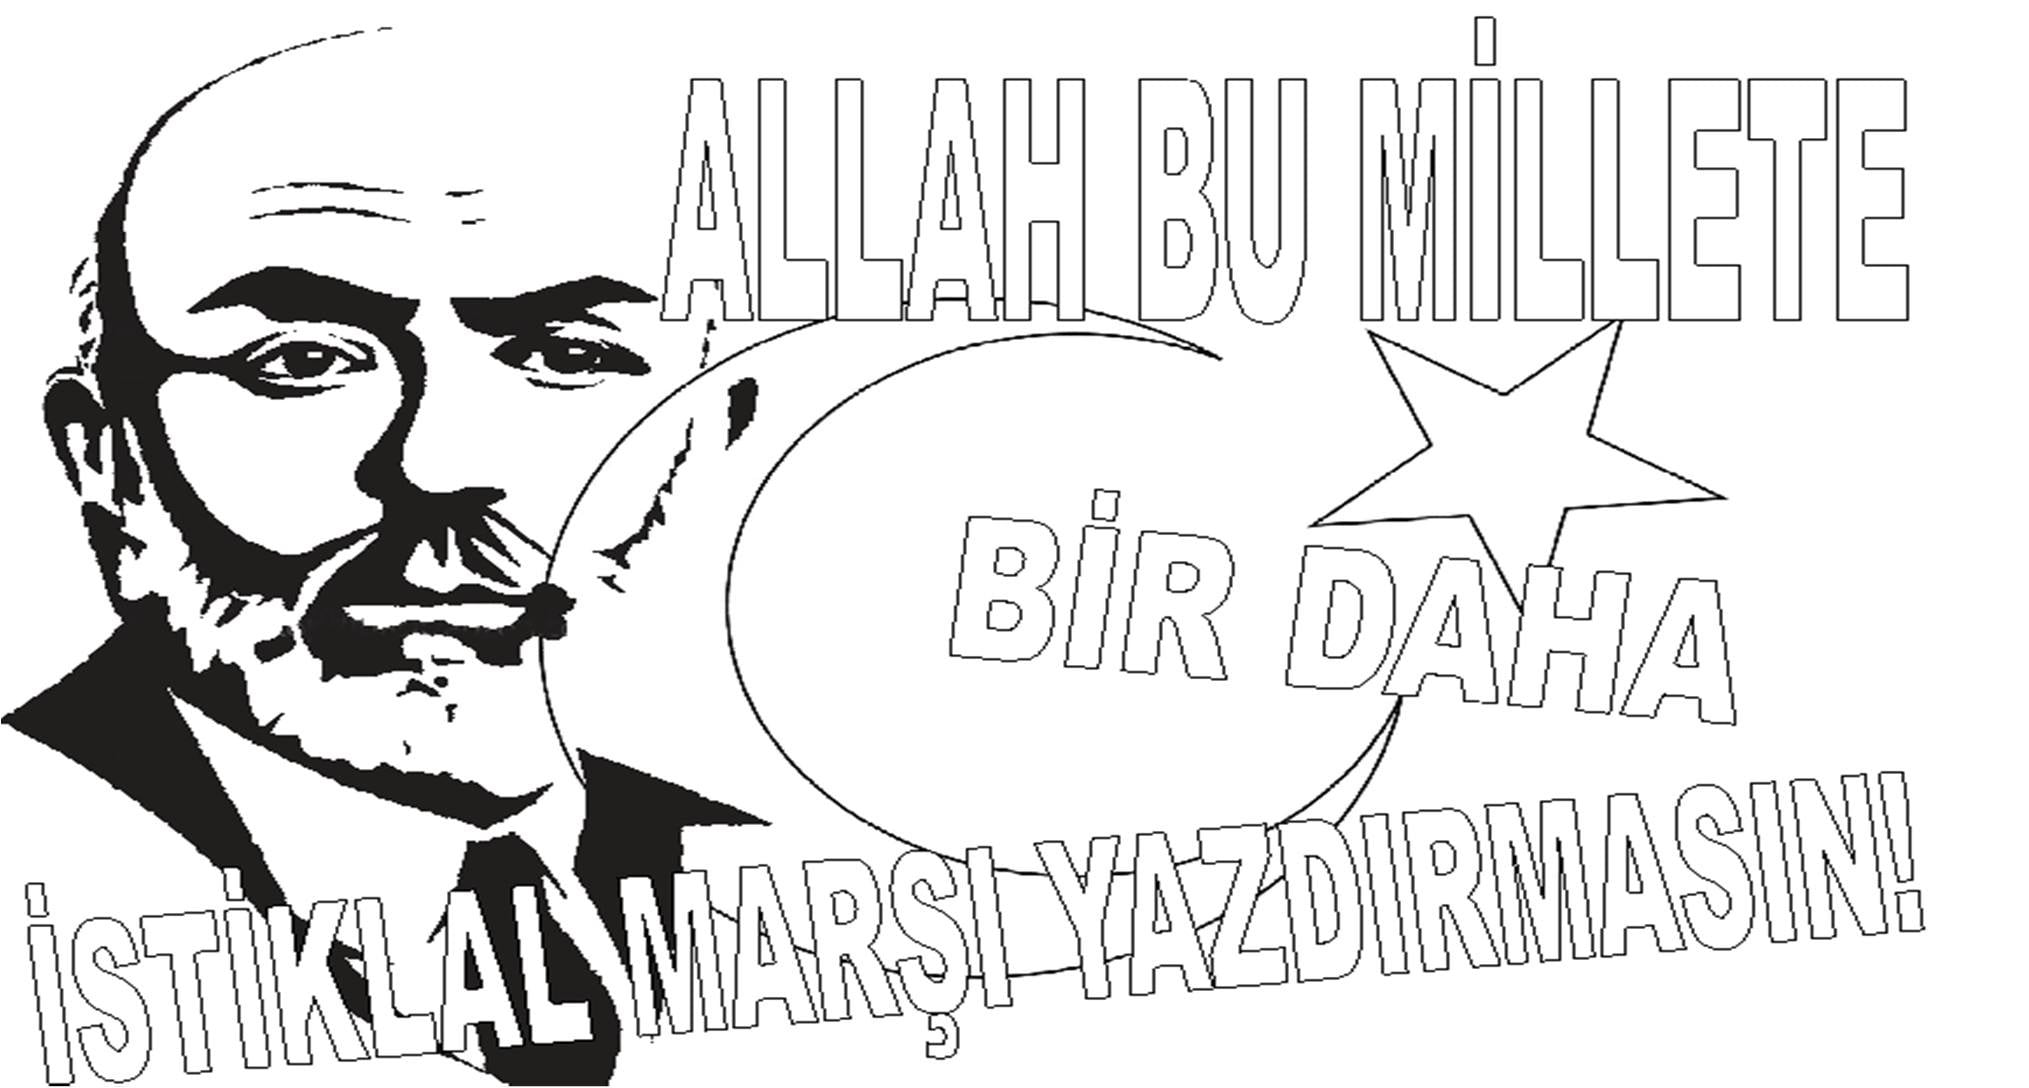 ALLAH BU MİLLETE
BİR DAHA
İSTİKLAL MARŞI YAZDIRMASIN!